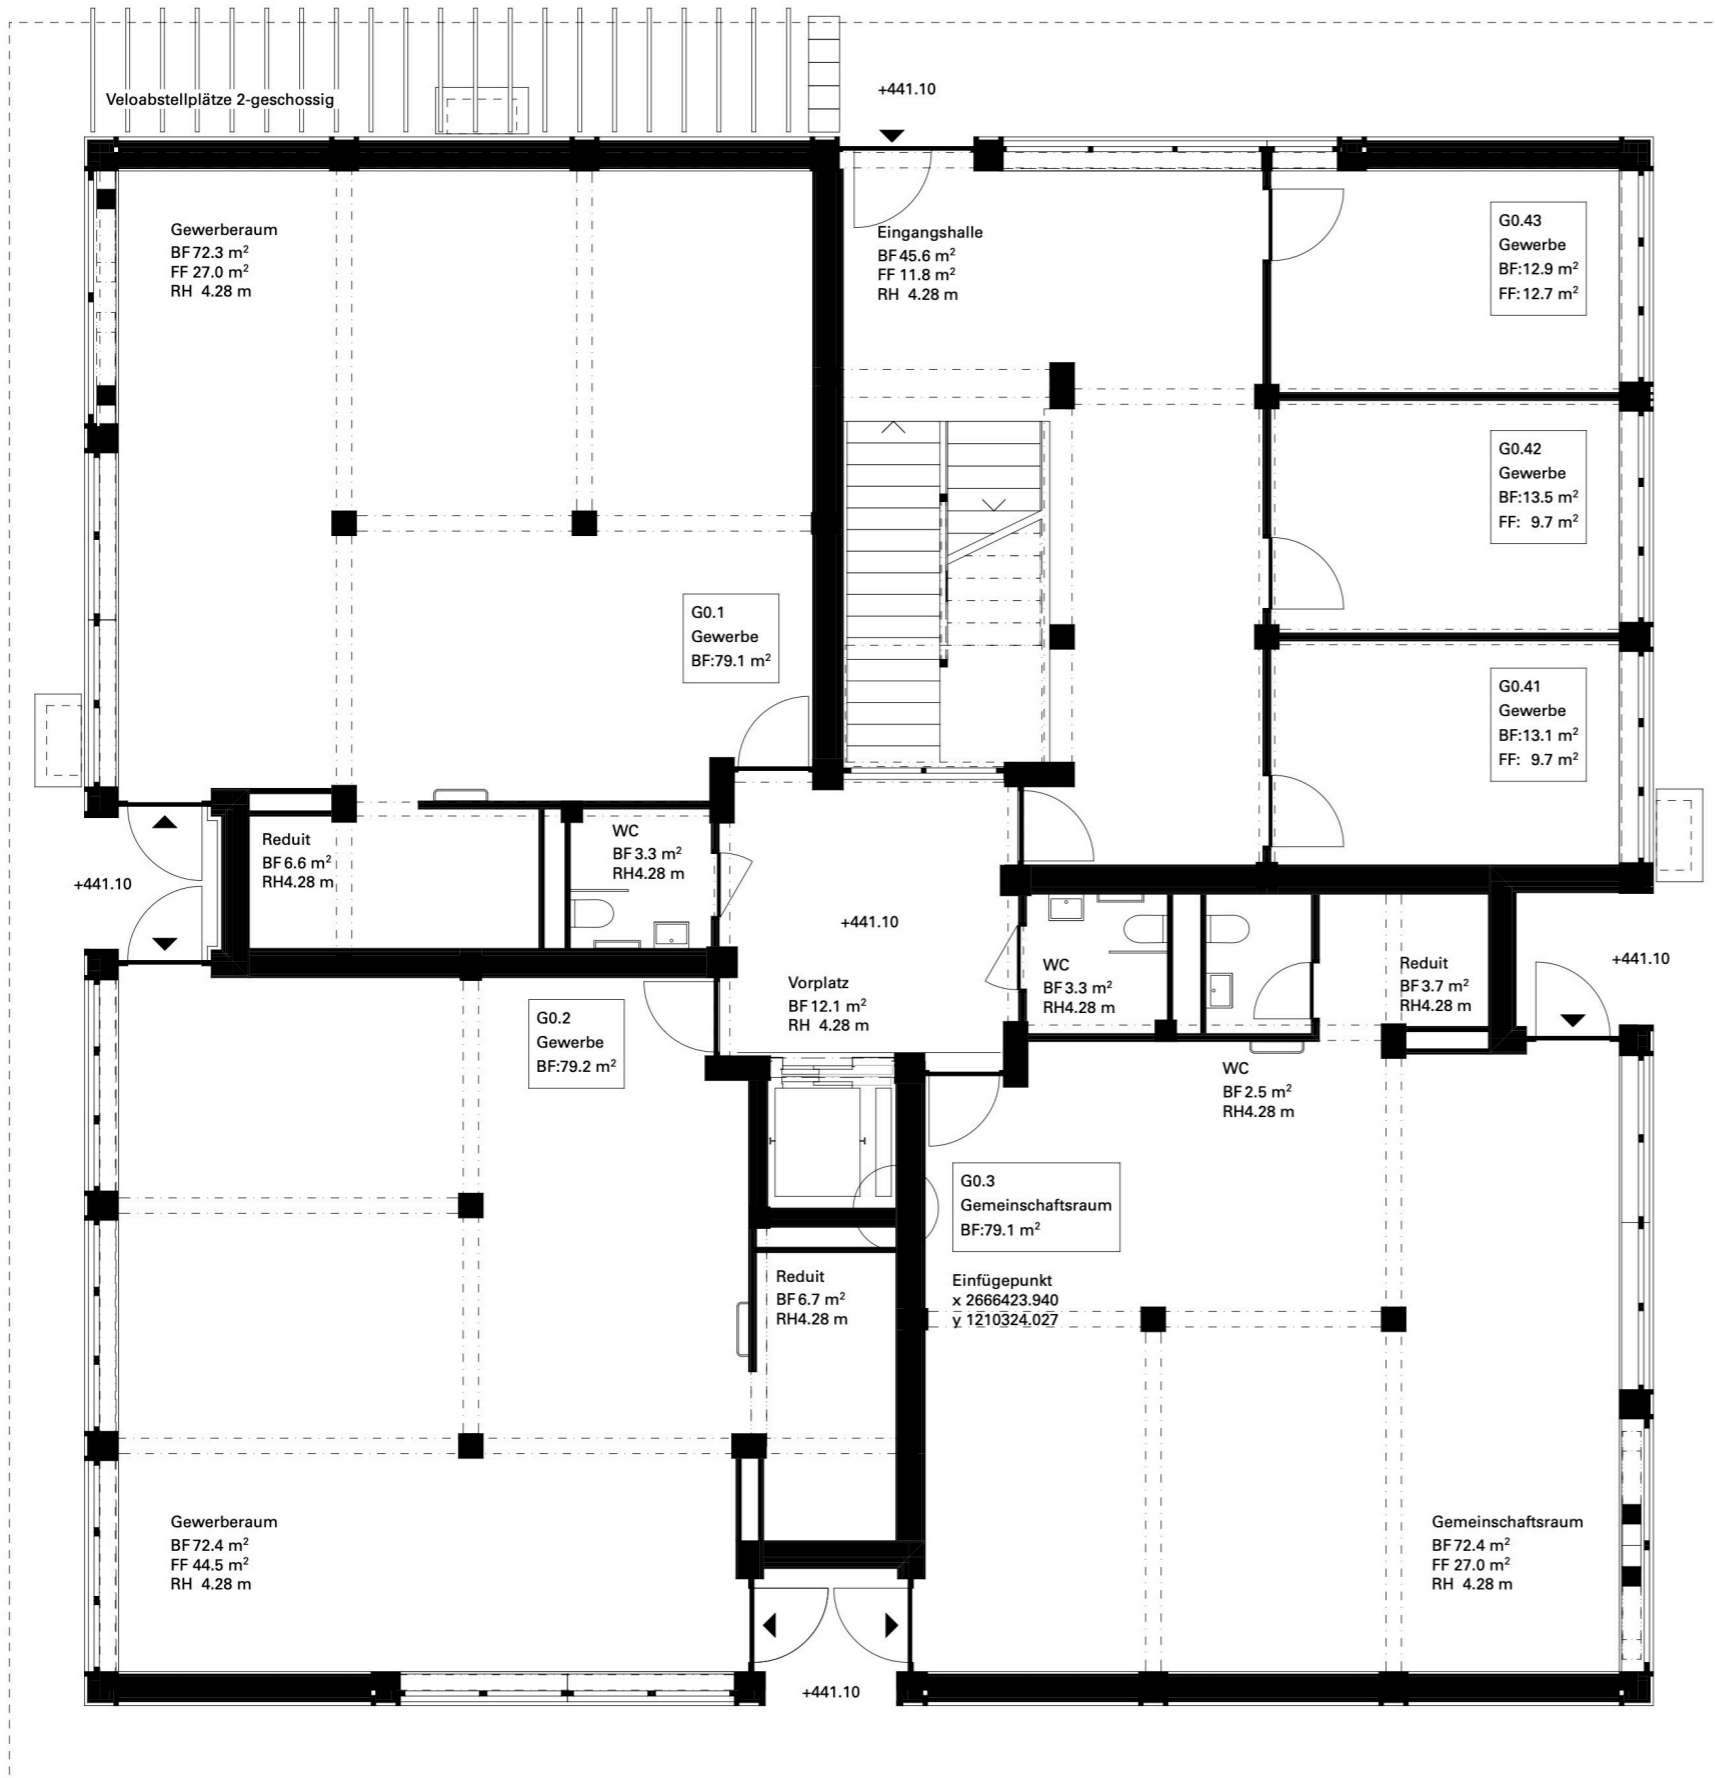 Veloabstellplätze 2-geschossig
+441.10
Gewerberaum
BF 72.3 m²
FF 27.0 m²
RH 4.28 m
Eingangshalle
BF 45.6 m²
FF 11.8 m²
RH 4.28 m
G0.43
Gewerbe
BF:12.9 m²
FF: 12.7 m²
G0.42
Gewerbe
BF:13.5 m²
FF: 9.7 m²
G0.1
Gewerbe
BF:79.1 m²
G0.41
Gewerbe
BF:13.1 m²
FF: 9.7 m²
Reduit
BF 6.6 m²
RH4.28 m
WC
BF 3.3 m²
RH4.28 m
+441.10
+441.10
Vorplatz
BF 12.1 m²
RH 4.28 m
WC
BF 3.3 m²
RH4.28 m
Reduit
BF 3.7 m²
RH4.28 m
+441.10
G0.2
Gewerbe
BF:79.2 m²
WC
BF 2.5 m²
RH4.28 m
G0.3
Gemeinschaftsraum
BF:79.1 m²
Reduit
BF 6.7 m²
RH4.28 m
Einfügepunkt
x 2666423.940
y 1210324.027
Gewerberaum
BF 72.4 m²
FF 44.5 m²
RH 4.28 m
Gemeinschaftsraum
BF 72.4 m²
FF 27.0 m²
RH 4.28 m
+441.10